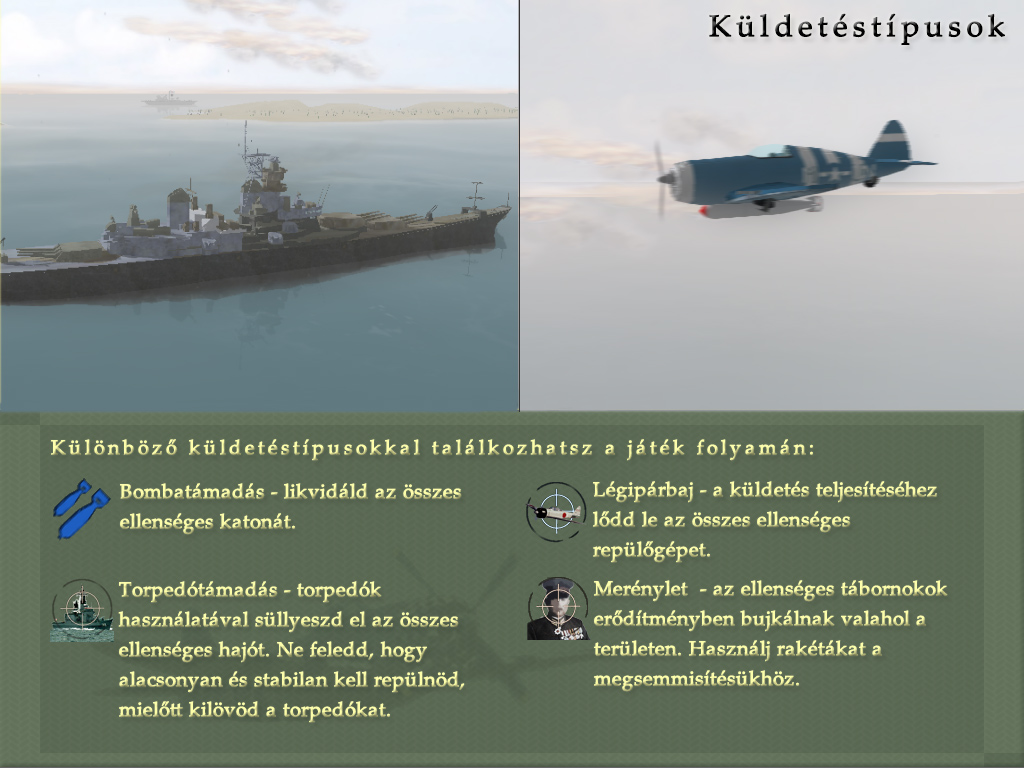 Küldetéstípusok
Különböző küldetéstípusokkal találkozhatsz a játék folyamán:
Bombatámadás - likvidáld az összes
ellenséges katonát.
Légipárbaj - a küldetés teljesítéséhez
lődd le az összes ellenséges
repülőgépet.
Torpedótámadás - torpedók
használatával süllyeszd el az összes
ellenséges hajót. Ne feledd, hogy
alacsonyan és stabilan kell repülnöd,
mielőtt kilövöd a torpedókat.
Merénylet - az ellenséges tábornokok
erődítményben bujkálnak valahol a
területen. Használj rakétákat a
megsemmisítésükhöz.